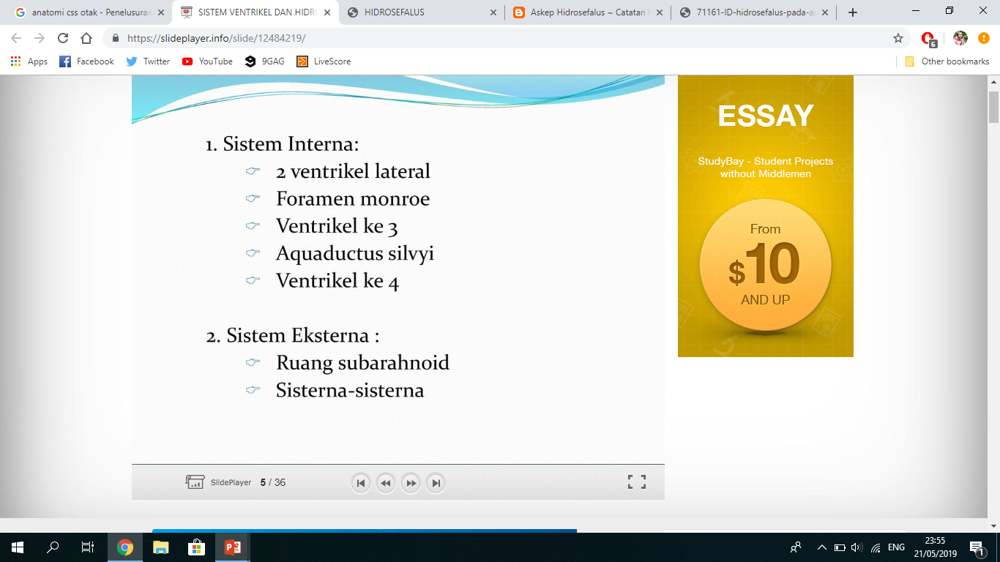 anatomi css otak - Penelusuran
SISTEM VENTRIKEL DAN HIDRO
HIDROSEFALUS
Askep Hidrosefalus ~ Catatan
71161-ID-hidrosefalus-pada-a
https://slideplayer.info/slide/12484219/
6
Apps
Facebook
Twitter
YouTube
9GAG
LiveScore
Other bookmarks
1. Sistem Interna:
2 ventrikel lateral
Foramen monroe
Ventrikel ke 3
Aquaductus silvyi
Ventrikel ke 4
2. Sistem Eksterna :
Ruang subarahnoid
Sisterna-sisterna
SlidePlayer 5 / 36
ESSAY
StudyBay - Student Projects
without Middlemen
From
$10
AND UP
ENG
23:55
21/05/2019
1